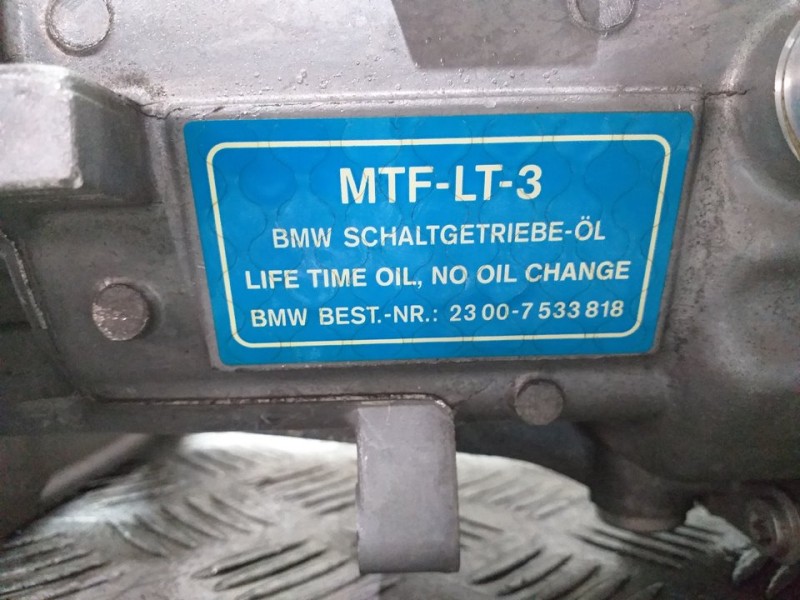 MTF-LT-3
BMW SCHALTGETRIEBE-ÖL
LIFE TIME OIL, NO OIL CHANGE
BMW BEST.-NR.: 23 00-7 533 818